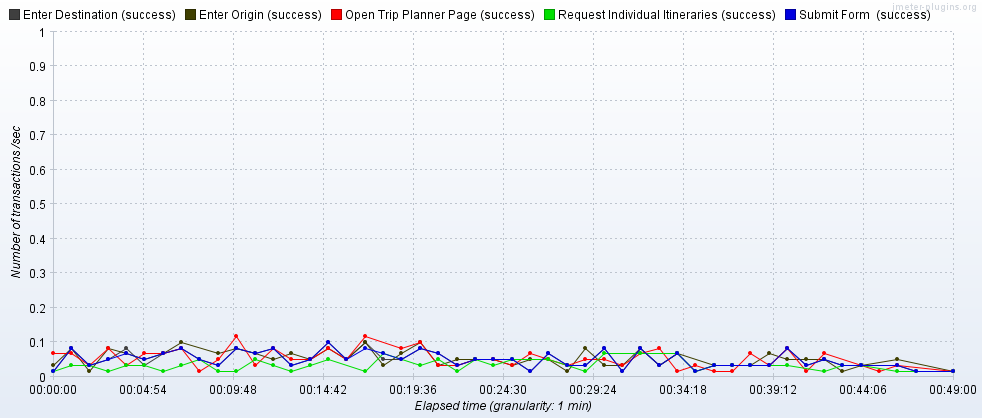 jmeter-plugins.org
Enter Destination (success) Enter Origin (success) Open Trip Planner Page (success) Request Individual Itineraries (success) Submit Form (success)
1
0.9
0.8
0.7
0.6
0.5
0.4
0.3
0.2
0.1
0
Number of transactions /sec
00:00:00 00:04:54 00:09:48 00:14:42 00:19:36 00:24:30 00:29:24 00:34:18 00:39:12 00:44:06 00:49:00
Elapsed time (granularity: 1 min)